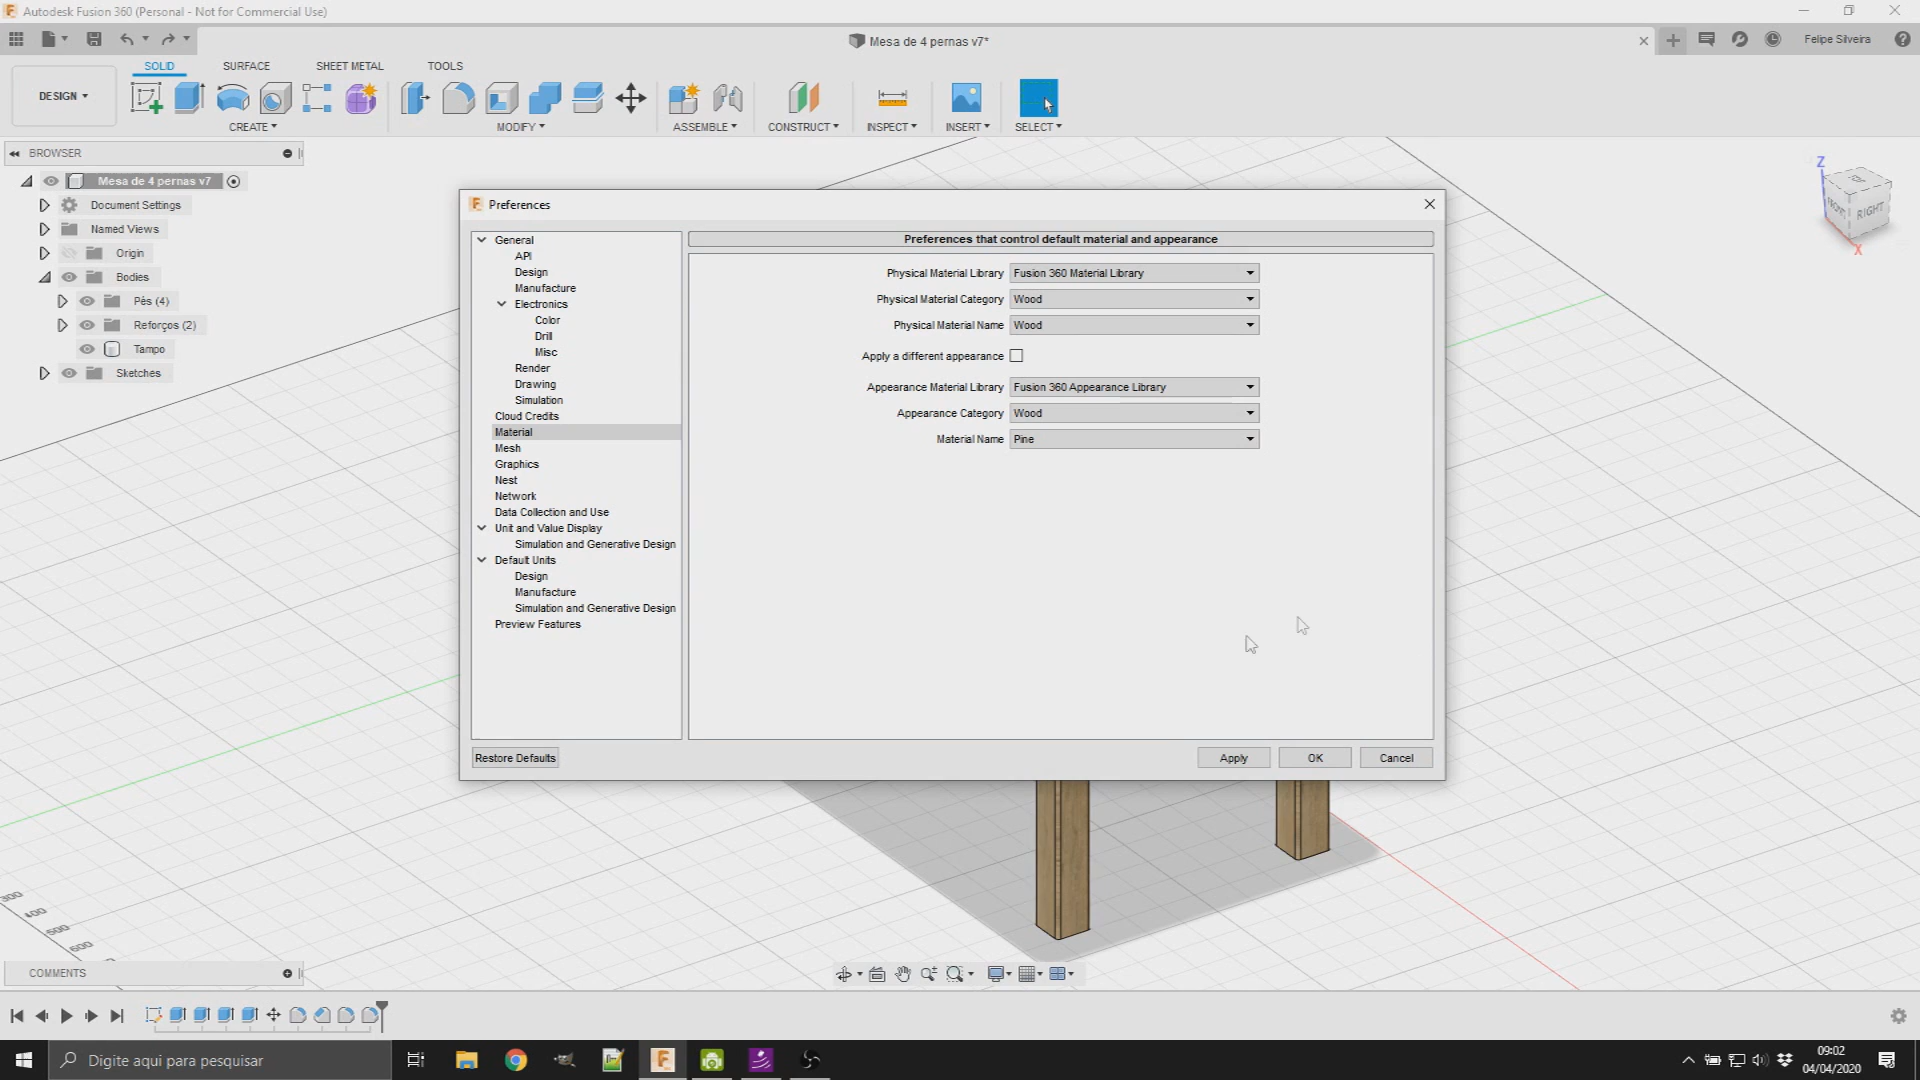 Autodesk Fusion 360 (Personal - Not for Commercial Use)
Mesa de 4 pernas v7*
Felipe Silveira
DESIGN
SOLID
SURFACE
SHEET METAL
TOOLS
CREATE
MODIFY
ASSEMBLE
CONSTRUCT
INSPECT
INSERT
SELECT
BROWSER
Mesa de 4 pernas v7
Document Settings
Named Views
Origin
Bodies
Pés (4)
Reforços (2)
Tampo
Sketches
Z
FRONT
RIGHT
X
Preferences
General
API
Design
Manufacture
Electronics
Color
Drill
Misc
Render
Drawing
Simulation
Cloud Credits
Material
Mesh
Graphics
Nest
Network
Data Collection and Use
Unit and Value Display
Simulation and Generative Design
Default Units
Design
Manufacture
Simulation and Generative Design
Preview Features
Preferences that control default material and appearance
Physical Material Library Fusion 360 Material Library
Physical Material Category Wood
Physical Material Name Wood
Apply a different appearance
Appearance Material Library Fusion 360 Appearance Library
Appearance Category Wood
Material Name Pine
Restore Defaults
Apply
OK
Cancel
300
400
500
600
COMMENTS
Digite aqui para pesquisar
09:02
04/04/2020